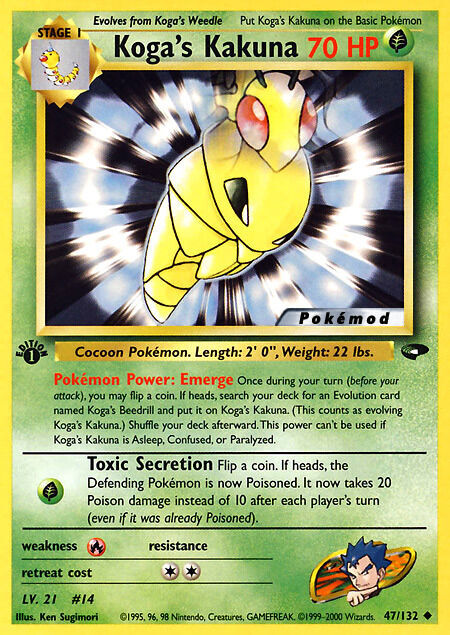 Evolves from Koga's Weedle Put Koga's Kakuna on the Basic Pokémon
STAGE 1
Koga's Kakuna 70 HP
Pokémod
EDITION 1
Cocoon Pokémon. Length: 2' 0", Weight: 22 lbs.
Pokémon Power: Emerge Once during your turn (before your
attack), you may flip a coin. If heads, search your deck for an Evolution card
named Koga's Beedrill and put it on Koga's Kakuna. (This counts as evolving
Koga's Kakuna.) Shuffle your deck afterward. This power can't be used if
Koga's Kakuna is Asleep, Confused, or Paralyzed.
Toxic Secretion Flip a coin. If heads, the
Defending Pokémon is now Poisoned. It now takes 20
Poison damage instead of 10 after each player's turn
(even if it was already Poisoned).
weakness resistance
retreat cost
LV. 21 #14
Illus. Ken Sugimori ©1995, 96, 98 Nintendo, Creatures, GAMEFREAK. ©1999-2000 Wizards. 47/132